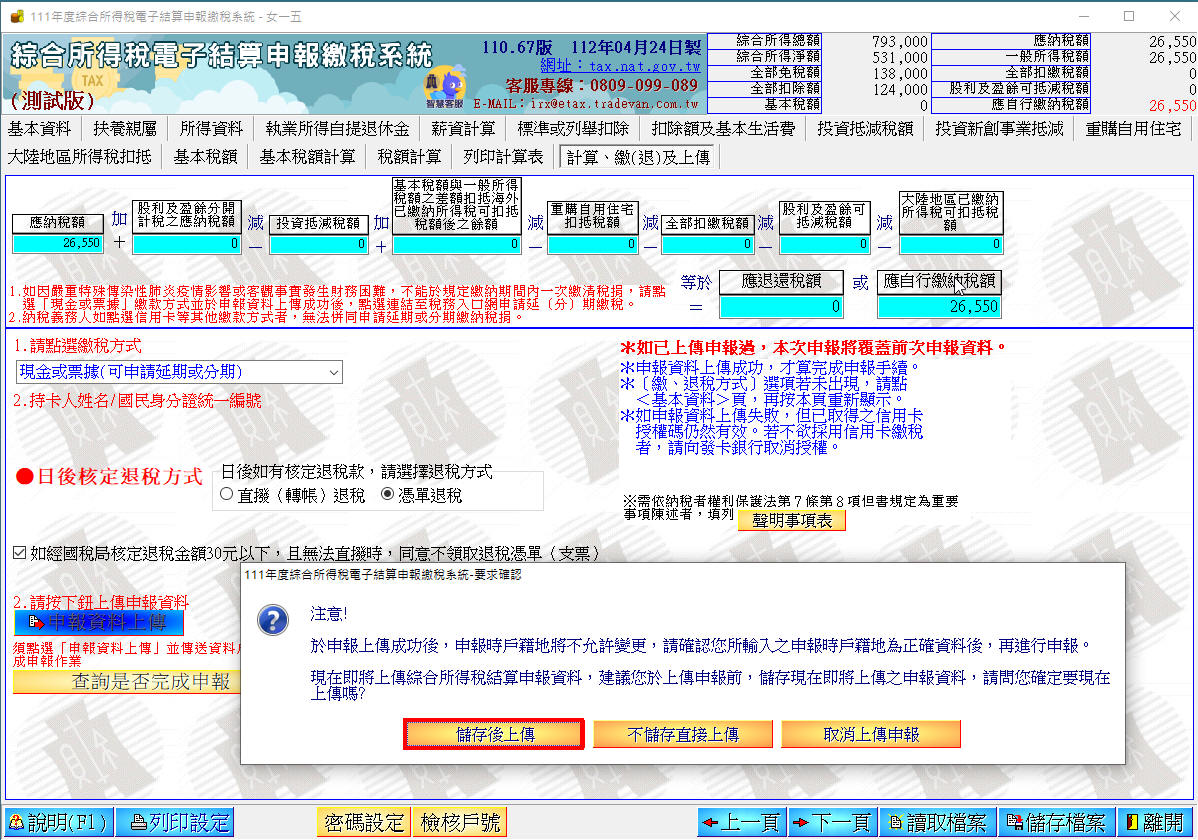 111年度綜合所得稅電子結算申報繳稅系統 - 女一五
綜合所得稅電子結算申報繳稅系統
(測試版)
TAX
110.67版 112年04月24日製
網址：tax.nat.gov.tw
客服專線：0809-099-089
E-MAIL：irx@etax.tradevan.com.tw
智慧客服
綜合所得總額 793,000 應納稅額 26,550
綜合所得淨額 531,000 一般所得稅額 26,550
全部免稅額 138,000 全部扣繳稅額 0
全部扣除額 124,000 股利及盈餘可抵減稅額 0
基本稅額 0 應自行繳納稅額 26,550
基本資料 扶養親屬 所得資料 執業所得自提退休金 薪資計算 標準或列舉扣除 扣除額及基本生活費 投資抵減稅額 投資新創事業抵減 重購自用住宅
大陸地區所得稅扣抵 基本稅額 基本稅額計算 稅額計算 列印計算表 計算、繳(退)及上傳
應納稅額 26,550
加 ＋
股利及盈餘分開計稅之應納稅額 0
減 －
投資抵減稅額 0
加 ＋
基本稅額與一般所得稅額之差額扣抵海外已繳納所得稅可扣抵稅額後之餘額 0
減 －
重購自用住宅扣抵稅額 0
減 －
全部扣繳稅額 0
減 －
股利及盈餘可抵減稅額 0
減 －
大陸地區已繳納所得稅可扣抵稅額 0
1.如因嚴重特殊傳染性肺炎疫情影響或客觀事實發生財務困難，不能於規定繳納期間內一次繳清稅捐，請點
選「現金或票據」繳款方式並於申報資料上傳成功後，點選連結至稅務入口網申請延（分）期繳稅。
2.納稅義務人如點選信用卡等其他繳款方式者，無法併同申請延期或分期繳納稅捐。
等於 ＝
應退還稅額 0
或
應自行繳納稅額 26,550
1.請點選繳稅方式
現金或票據(可申請延期或分期)
2.持卡人姓名/國民身分證統一編號
＊如已上傳申報過，本次申報將覆蓋前次申報資料。
＊申報資料上傳成功，才算完成申報手續。
＊〔繳、退稅方式〕選項若未出現，請點
＜基本資料＞頁，再按本頁重新顯示。
＊如申報資料上傳失敗，但已取得之信用卡
授權碼仍然有效。若不欲採用信用卡繳稅
者，請向發卡銀行取消授權。
●日後核定退稅方式
日後如有核定退稅款，請選擇退稅方式
直撥（轉帳）退稅 憑單退稅
※需依納稅者權利保護法第７條第８項但書規定為重要
事項陳述者，填列 聲明事項表
如經國稅局核定退稅金額30元以下，且無法直撥時，同意不領取退稅憑單（支票）
2.請按下鈕上傳申報資料
申報資料上傳
須點選「申報資料上傳」並傳送資料
成申報作業
查詢是否完成申報
111年度綜合所得稅電子結算申報繳稅系統-要求確認
注意!
於申報上傳成功後，申報時戶籍地將不允許變更，請確認您所輸入之申報時戶籍地為正確資料後，再進行申報。
現在即將上傳綜合所得稅結算申報資料，建議您於上傳申報前，儲存現在即將上傳之申報資料，請問您確定要現在
上傳嗎?
儲存後上傳 不儲存直接上傳 取消上傳申報
說明(F1) 列印設定 密碼設定 檢核戶號 上一頁 下一頁 讀取檔案 儲存檔案 離開